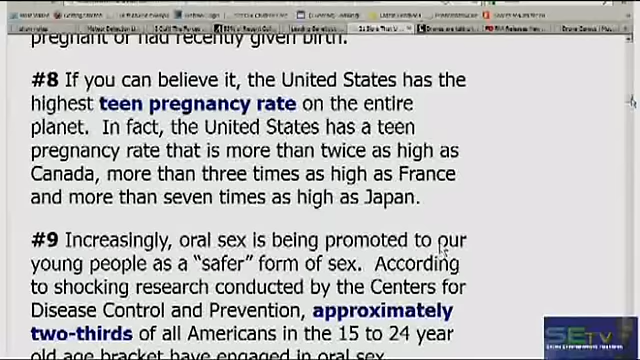 pregnant or had recently given birth.
#8 If you can believe it, the United States has the
highest teen pregnancy rate on the entire
planet. In fact, the United States has a teen
pregnancy rate that is more than twice as high as
Canada, more than three times as high as France
and more than seven times as high as Japan.
#9 Increasingly, oral sex is being promoted to our
young people as a “safer” form of sex. According
to shocking research conducted by the Centers for
Disease Control and Prevention, approximately
two-thirds of all Americans in the 15 to 24 year
old age bracket have engaged in oral sex.
SETV